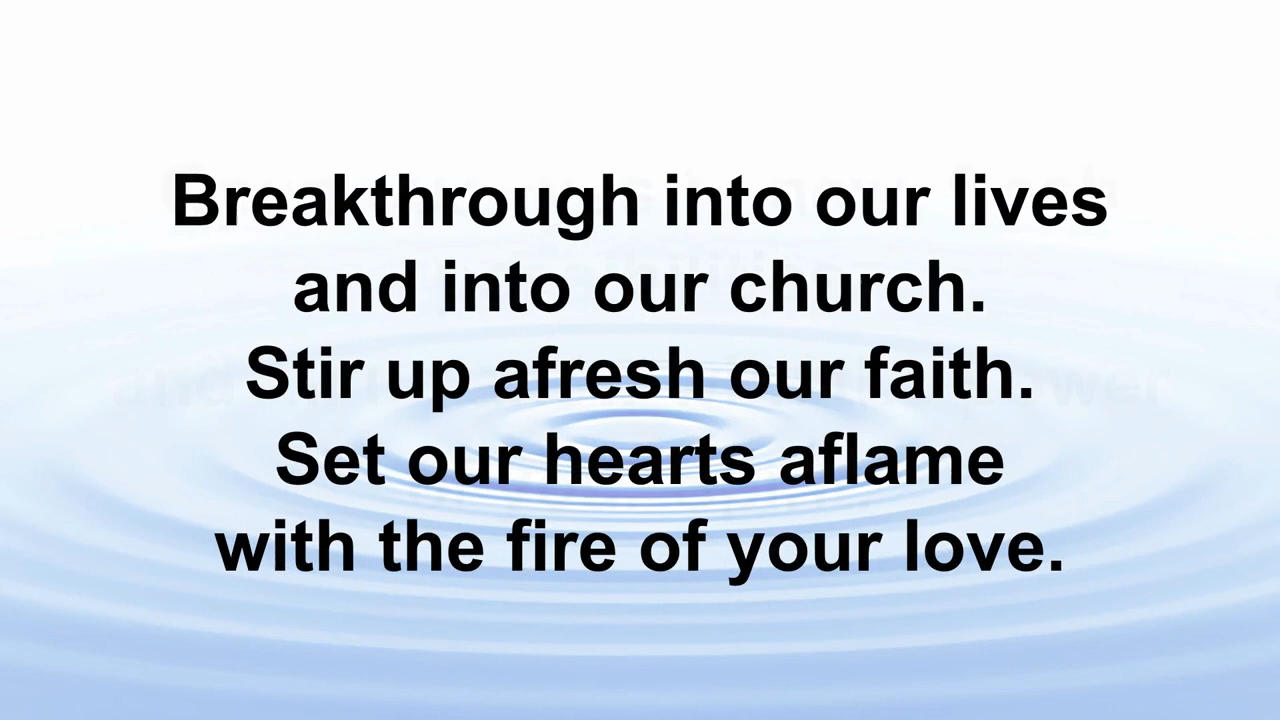 Breakthrough into our lives
and into our church.
Stir up afresh our faith.
Set our hearts aflame
with the fire of your love.